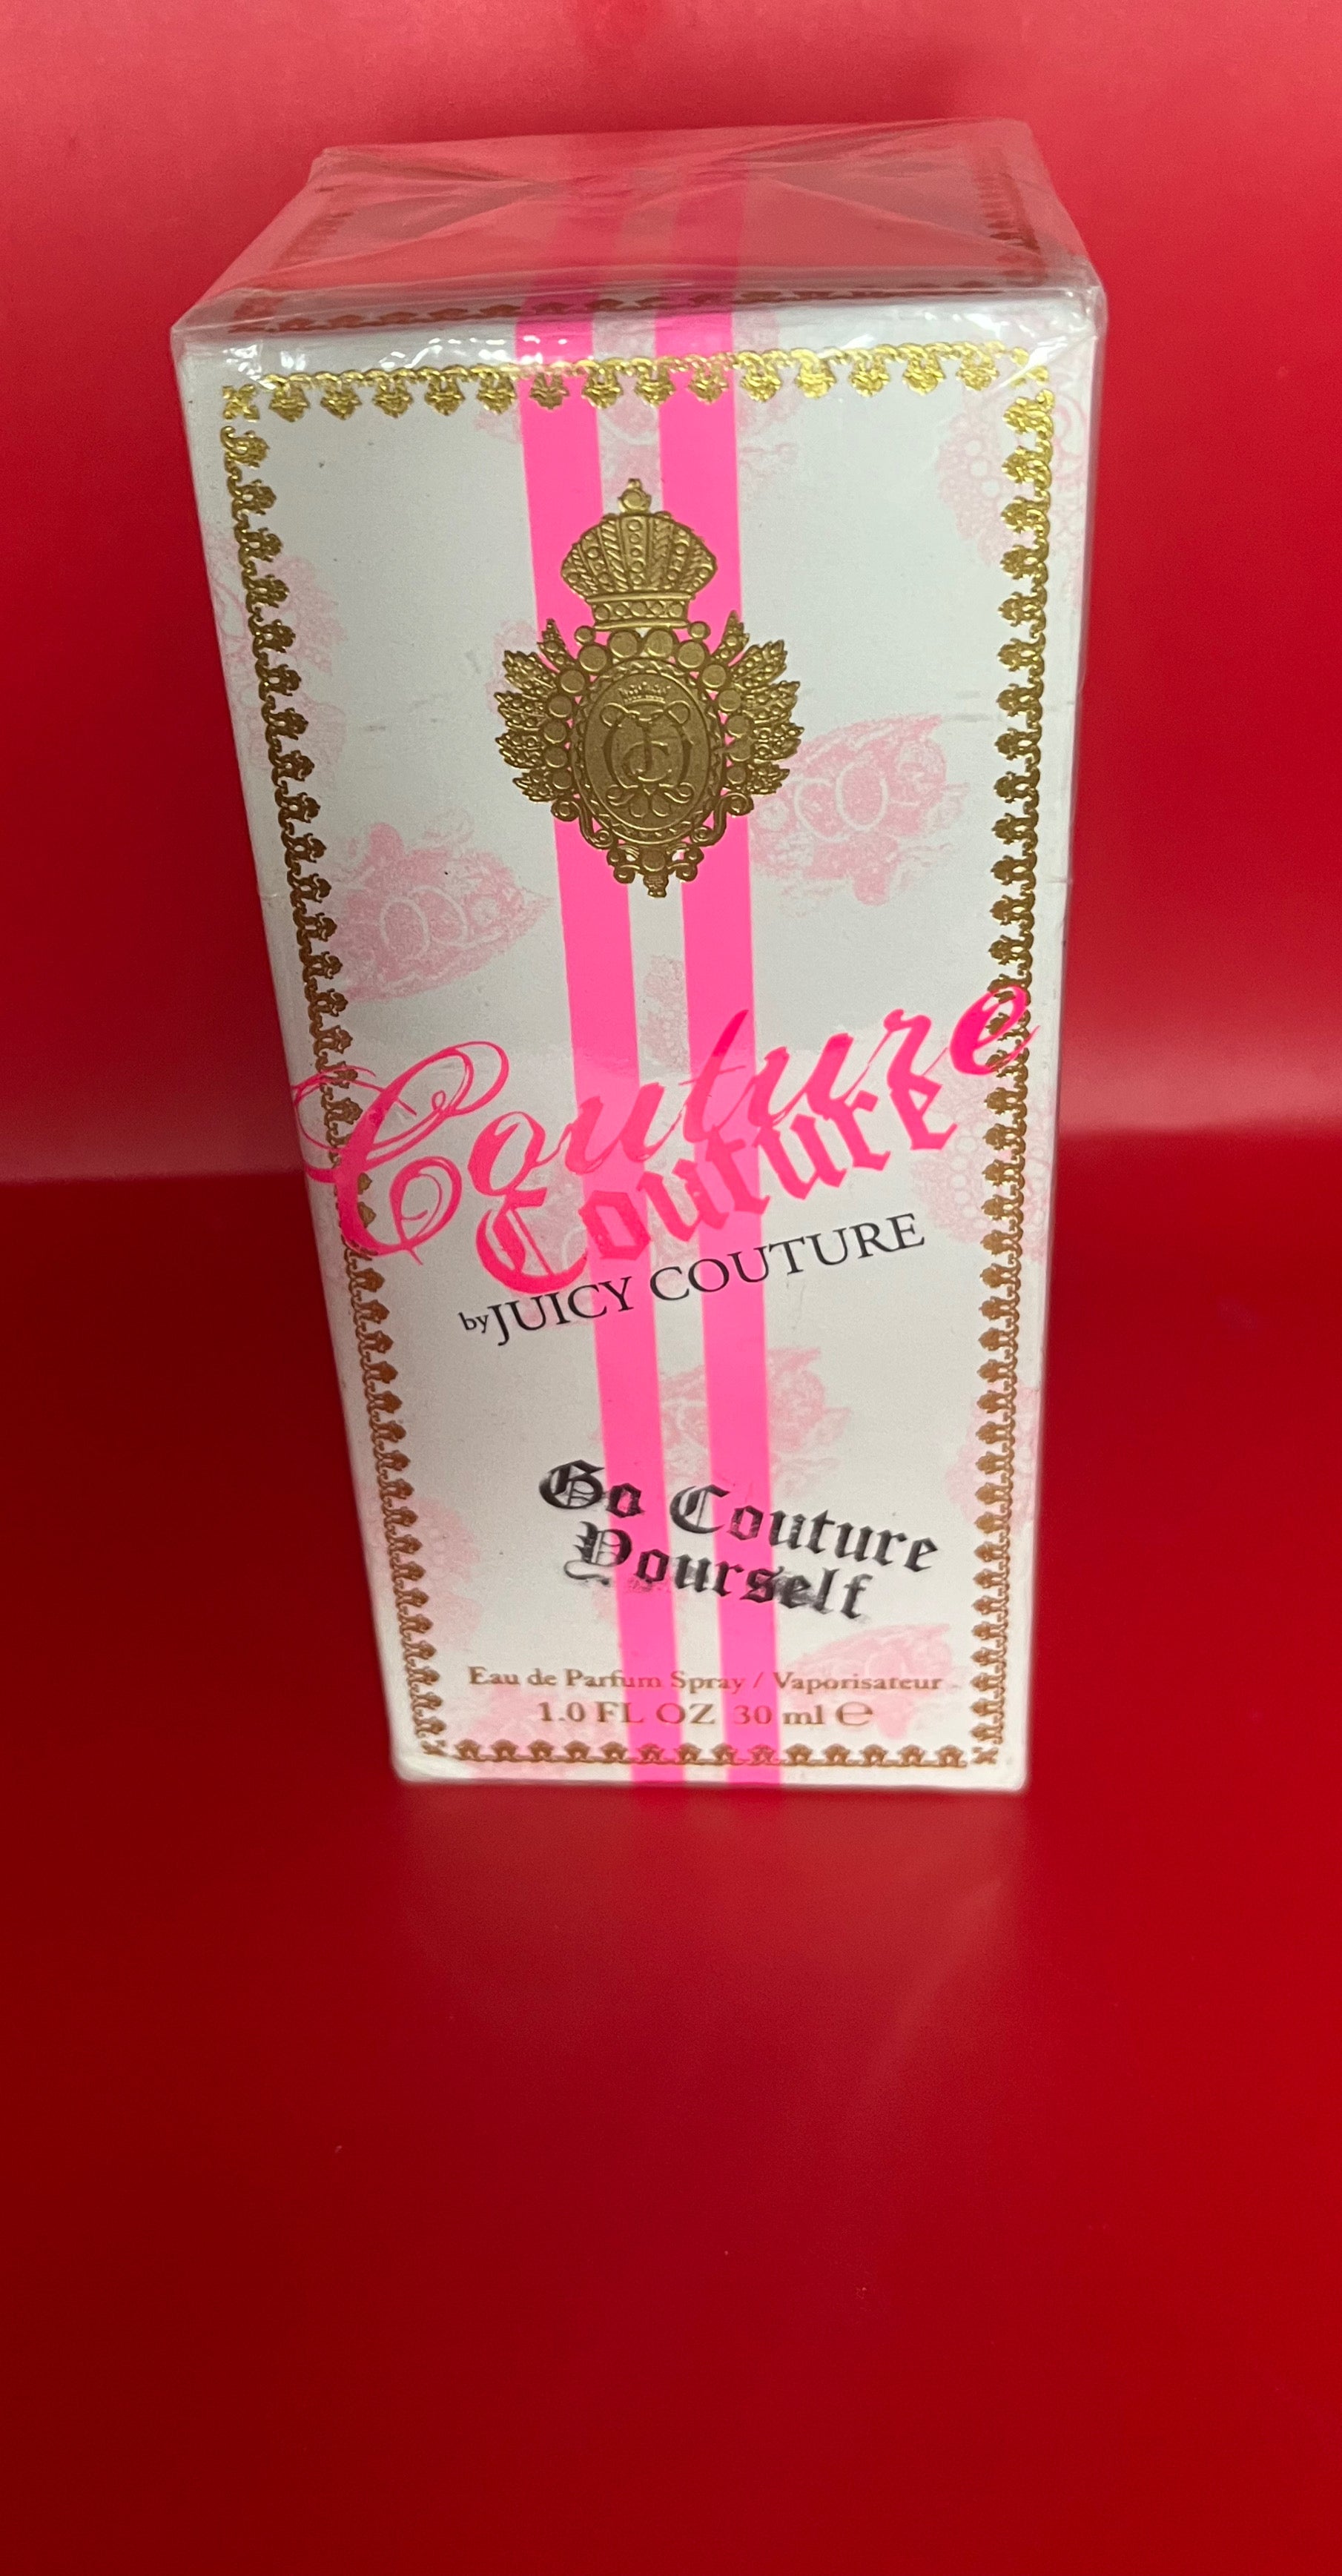 Couture
Couture
by JUICY COUTURE
Go Couture
Yourself
Eau de Parfum Spray / Vaporisateur
1.0 FL OZ 30 ml ℮